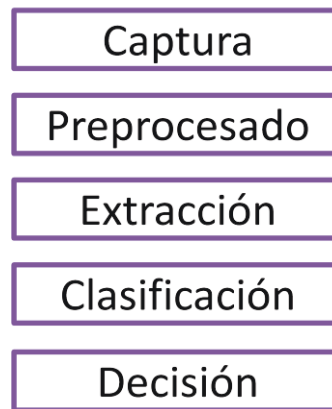 Captura
Preprocesado
Extracción
Clasificación
Decisión